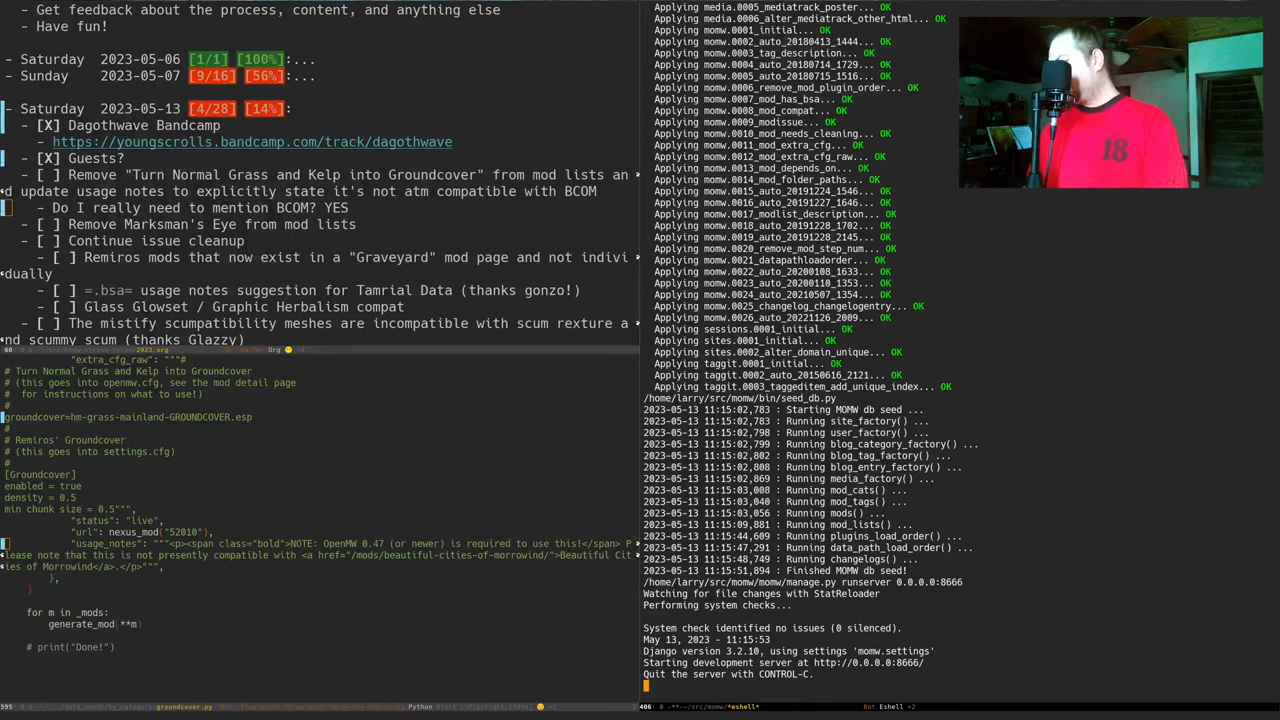 - Get feedback about the process, content, and anything else
- Have fun!
- Saturday 2023-05-06 [1/1] [100%]:...
- Sunday 2023-05-07 [9/16] [56%]:...
- Saturday 2023-05-13 [4/28] [14%]:
- [X] Dagothwave Bandcamp
https://youngscrolls.bandcamp.com/track/dagothwave
- [X] Guests?
- [ ] Remove "Turn Normal Grass and Kelp into Groundcover" from mod lists an
d update usage notes to explicitly state it's not atm compatible with BCOM
- Do I really need to mention BCOM? YES
- [ ] Remove Marksman's Eye from mod lists
- [ ] Continue issue cleanup
- [ ] Remiros mods that now exist in a "Graveyard" mod page and not indivi
dually
- [ ] =.bsa= usage notes suggestion for Tamrial Data (thanks gonzo!)
- [ ] Glass Glowset / Graphic Herbalism compat
- [ ] The mistify scumpatibility meshes are incompatible with scum rexture a
nd scummy scum (thanks Glazzy)
2023.org
Org
"extra_cfg_raw": """#
# Turn Normal Grass and Kelp into Groundcover
# (this goes into openmw.cfg, see the mod detail page
#  for instructions on what to use!)
#
groundcover=hm-grass-mainland-GROUNDCOVER.esp
#
# Remiros' Groundcover
# (this goes into settings.cfg)
#
[Groundcover]
enabled = true
density = 0.5
min chunk size = 0.5""",
"status": "live",
"url": nexus_mod("52010"),
"usage_notes": """<p><span class="bold">NOTE: OpenMW 0.47 (or newer) is required to use this!</span> P
lease note that this is not presently compatible with <a href="/mods/beautiful-cities-of-morrowind/">Beautiful Cit
ies of Morrowind</a>.</p>""",
},
]
for m in _mods:
generate_mod(**m)
# print("Done!")
groundcover.py
Python
Applying media.0005_mediatrack_poster... OK
Applying media.0006_alter_mediatrack_other_html... OK
Applying momw.0001_initial... OK
Applying momw.0002_auto_20180413_1444... OK
Applying momw.0003_tag_description... OK
Applying momw.0004_auto_20180714_1729... OK
Applying momw.0005_auto_20180715_1516... OK
Applying momw.0006_remove_mod_plugin_order... OK
Applying momw.0007_mod_has_bsa... OK
Applying momw.0008_mod_compat... OK
Applying momw.0009_modissue... OK
Applying momw.0010_mod_needs_cleaning... OK
Applying momw.0011_mod_extra_cfg... OK
Applying momw.0012_mod_extra_cfg_raw... OK
Applying momw.0013_mod_depends_on... OK
Applying momw.0014_mod_folder_paths... OK
Applying momw.0015_auto_20191224_1546... OK
Applying momw.0016_auto_20191227_1646... OK
Applying momw.0017_modlist_description... OK
Applying momw.0018_auto_20191228_1702... OK
Applying momw.0019_auto_20191228_2145... OK
Applying momw.0020_remove_mod_step_num... OK
Applying momw.0021_datapathloadorder... OK
Applying momw.0022_auto_20200108_1633... OK
Applying momw.0023_auto_20200110_1353... OK
Applying momw.0024_auto_20210507_1354... OK
Applying momw.0025_changelog_changelogentry... OK
Applying momw.0026_auto_20221126_2009... OK
Applying sessions.0001_initial... OK
Applying sites.0001_initial... OK
Applying sites.0002_alter_domain_unique... OK
Applying taggit.0001_initial... OK
Applying taggit.0002_auto_20150616_2121... OK
Applying taggit.0003_taggeditem_add_unique_index... OK
/home/larry/src/momw/bin/seed_db.py
2023-05-13 11:15:02,783 : Starting MOMW db seed ...
2023-05-13 11:15:02,783 : Running site_factory() ...
2023-05-13 11:15:02,798 : Running user_factory() ...
2023-05-13 11:15:02,799 : Running blog_category_factory() ...
2023-05-13 11:15:02,802 : Running blog_tag_factory() ...
2023-05-13 11:15:02,808 : Running blog_entry_factory() ...
2023-05-13 11:15:02,869 : Running media_factory() ...
2023-05-13 11:15:03,008 : Running mod_cats() ...
2023-05-13 11:15:03,040 : Running mod_tags() ...
2023-05-13 11:15:03,056 : Running mods() ...
2023-05-13 11:15:09,881 : Running mod_lists() ...
2023-05-13 11:15:44,609 : Running plugins_load_order() ...
2023-05-13 11:15:47,291 : Running data_path_load_order() ...
2023-05-13 11:15:48,749 : Running changelogs() ...
2023-05-13 11:15:51,894 : Finished MOMW db seed!
/home/larry/src/momw/momw/manage.py runserver 0.0.0.0:8666
Watching for file changes with StatReloader
Performing system checks...
System check identified no issues (0 silenced).
May 13, 2023 - 11:15:53
Django version 3.2.10, using settings 'momw.settings'
Starting development server at http://0.0.0.0:8666/
Quit the server with CONTROL-C.
*eshell*
Bot Eshell +2
18